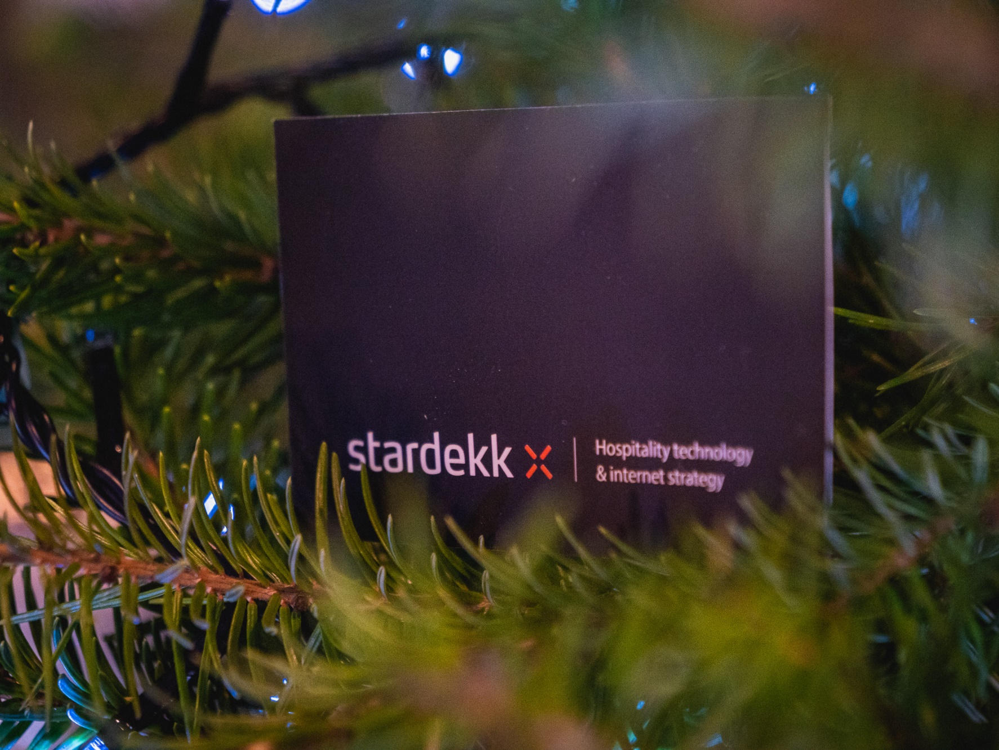 stardekk
Hospitality technology
& internet strategy